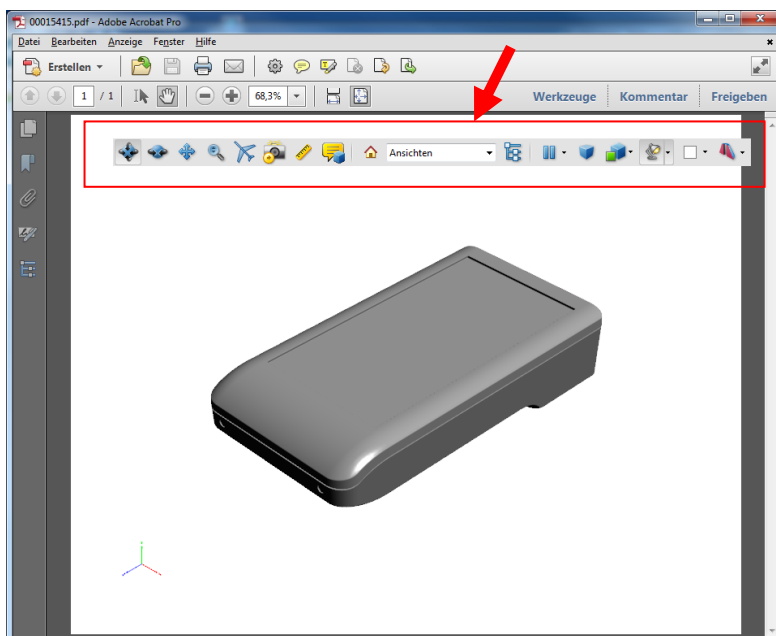 00015415.pdf - Adobe Acrobat Pro
Datei Bearbeiten Anzeige Fenster Hilfe
Erstellen
1 / 1 68,3% Werkzeuge Kommentar Freigeben
Ansichten